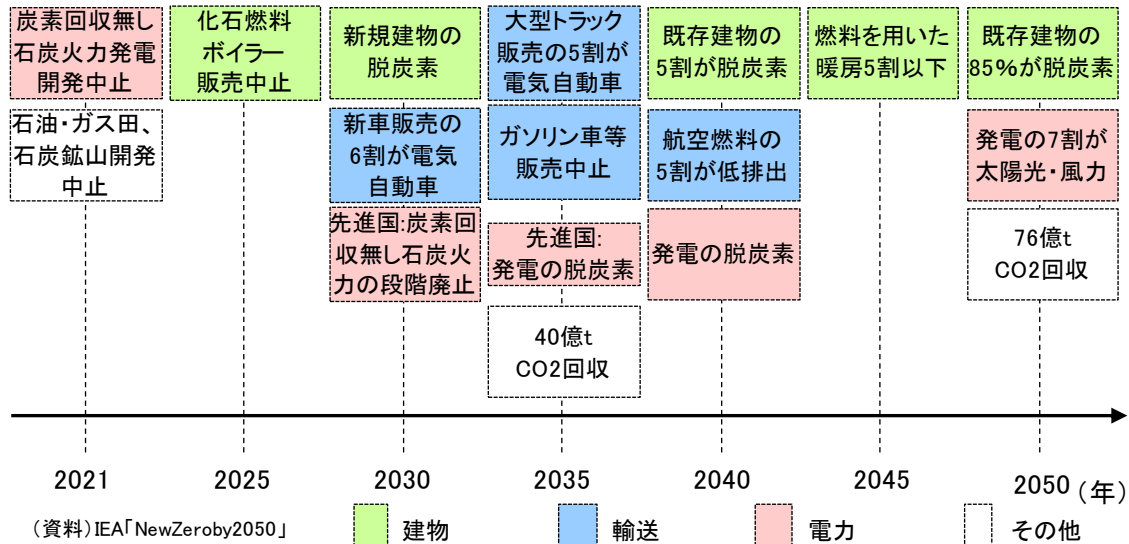 炭素回収無し
石炭火力発電
開発中止
石油・ガス田、
石炭鉱山開発
中止
化石燃料
ボイラー
販売中止
新規建物の
脱炭素
新車販売の
6割が電気
自動車
先進国:炭素回
収無し石炭火
力の段階廃止
大型トラック
販売の5割が
電気自動車
ガソリン車等
販売中止
先進国:
発電の脱炭素
40億t
CO2回収
既存建物の
5割が脱炭素
航空燃料の
5割が低排出
発電の脱炭素
燃料を用いた
暖房5割以下
既存建物の
85%が脱炭素
発電の7割が
太陽光・風力
76億t
CO2回収
2021
2025
2030
2035
2040
2045
2050
(年)
(資料)IEA「NewZeroby2050」
建物
輸送
電力
その他